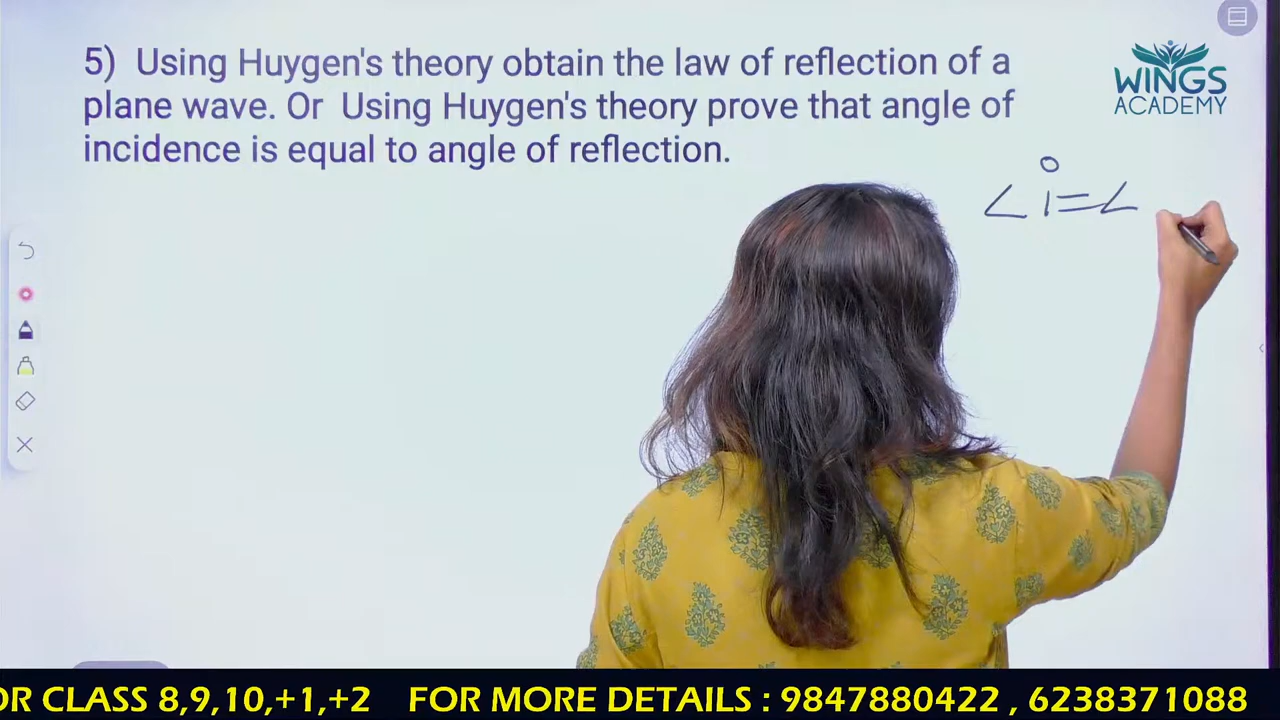 5) Using Huygen's theory obtain the law of reflection of a
plane wave. Or Using Huygen's theory prove that angle of
incidence is equal to angle of reflection.
WINGS
ACADEMY
∠i=∠
OR CLASS 8,9,10,+1,+2 FOR MORE DETAILS : 9847880422 , 6238371088